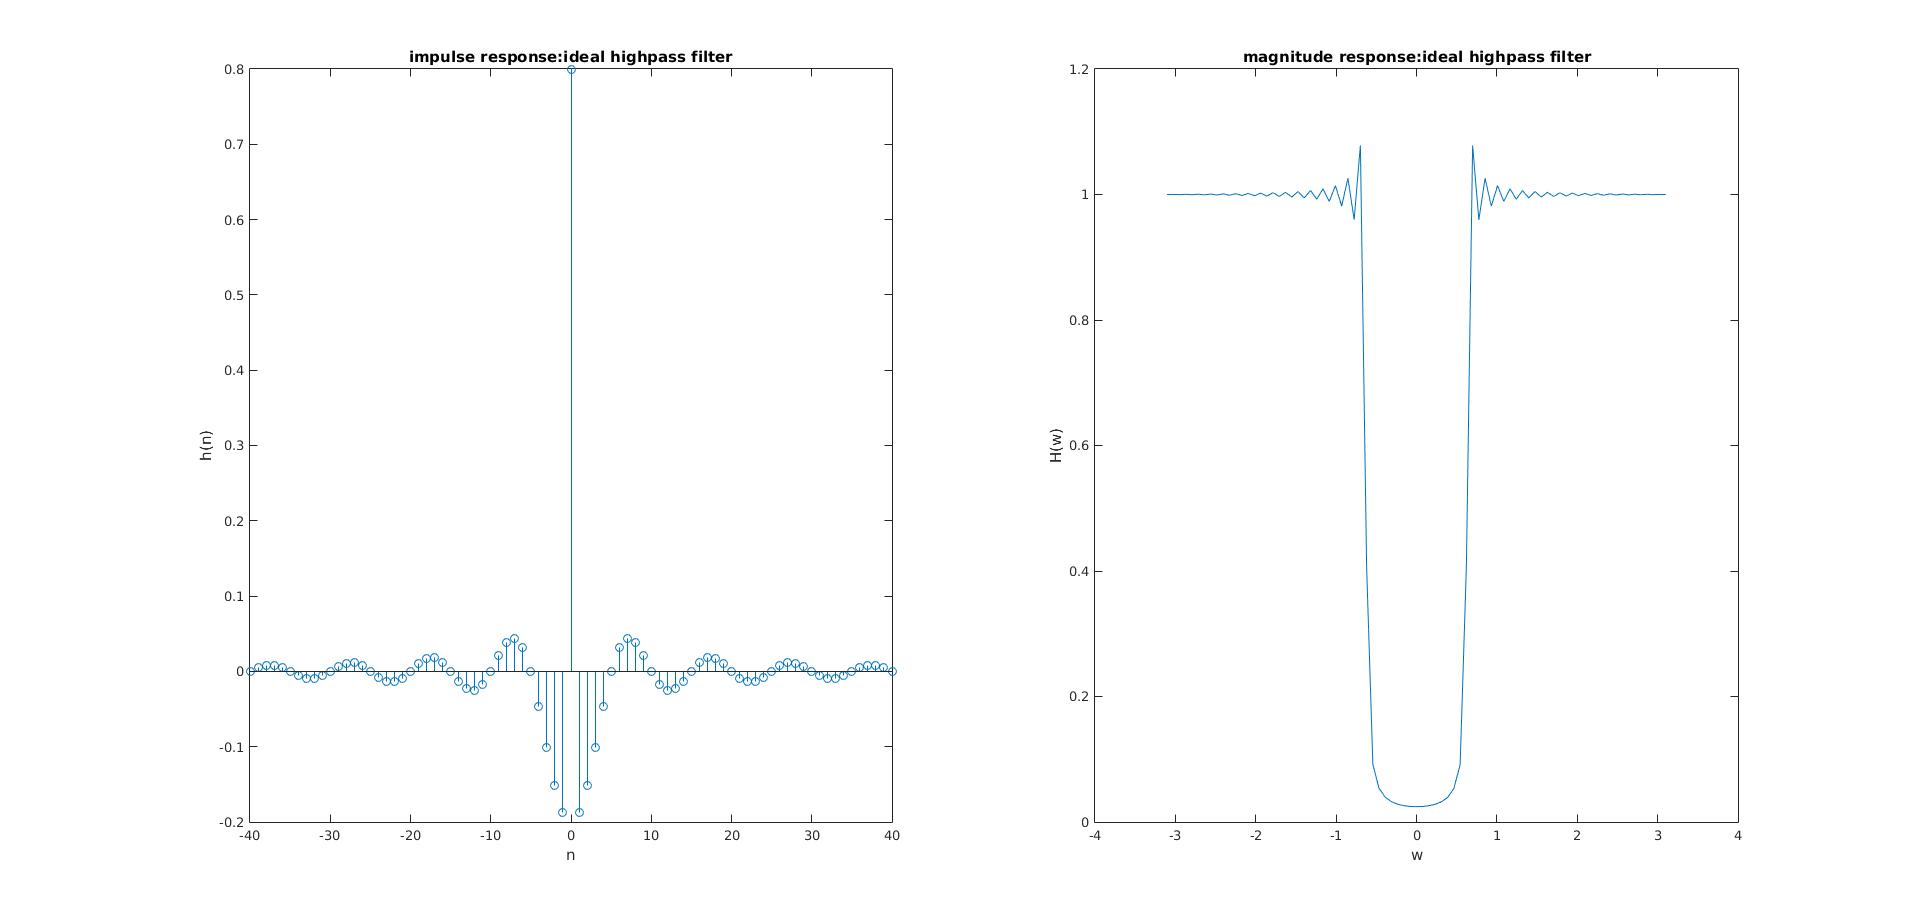 impulse response:ideal highpass filter
0.8
0.7
0.6
0.5
0.4
0.3
0.2
0.1
0
-0.1
-0.2
h(n)
-40 -30 -20 -10 0 10 20 30 40
n
magnitude response:ideal highpass filter
1.2
1
0.8
0.6
0.4
0.2
0
H(w)
-4 -3 -2 -1 0 1 2 3 4
w